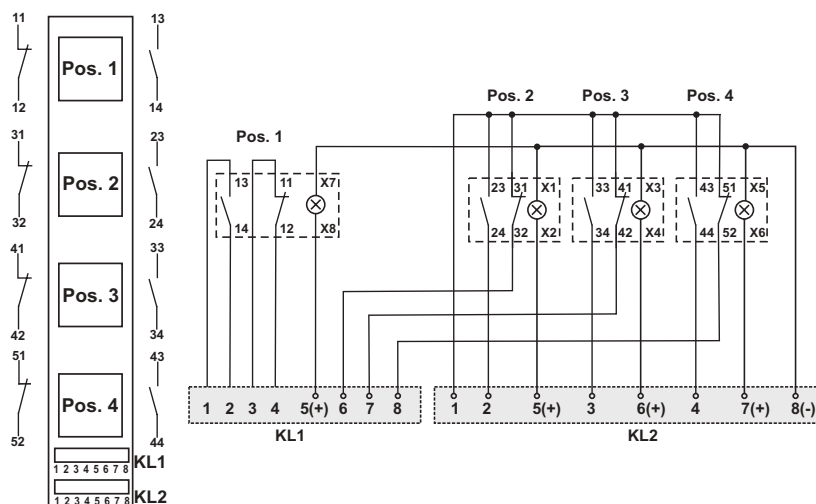 11 13
Pos. 1
12 14
31 23
Pos. 2
32 24
41 33
Pos. 3
42 34
51 43
Pos. 4
52 44
KL1
1 2 3 4 5 6 7 8
KL2
1 2 3 4 5 6 7 8
Pos. 1
13 11 X7
14 12 X8
Pos. 2 Pos. 3 Pos. 4
23 31 X1 33 41 X3 43 51 X5
24 32 X2 34 42 X4 44 52 X6
1 2 3 4 5(+) 6 7 8
KL1
1 2 5(+) 3 6(+) 4 7(+) 8(-)
KL2